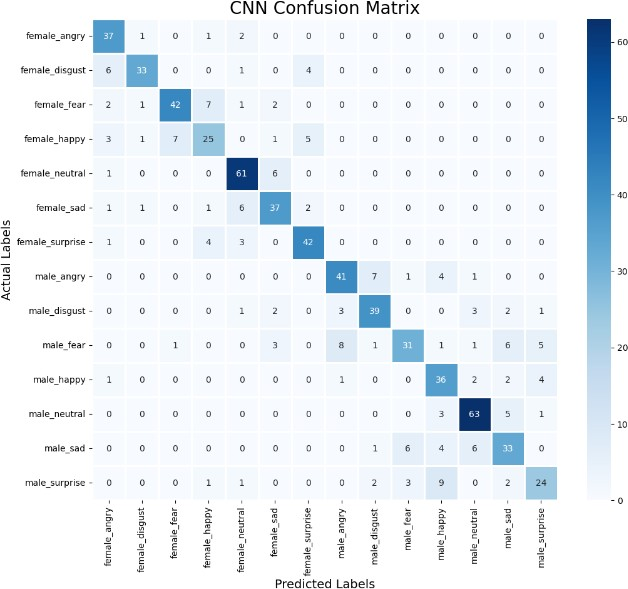 CNN Confusion Matrix
Actual Labels
female_angry 37 1 0 1 2 0 0 0 0 0 0 0 0 0
female_disgust 6 33 0 0 1 0 4 0 0 0 0 0 0 0
female_fear 2 1 42 7 1 2 0 0 0 0 0 0 0 0
female_happy 3 1 7 25 0 1 5 0 0 0 0 0 0 0
female_neutral 1 0 0 0 61 6 0 0 0 0 0 0 0 0
female_sad 1 1 0 1 6 37 2 0 0 0 0 0 0 0
female_surprise 1 0 0 4 3 0 42 0 0 0 0 0 0 0
male_angry 0 0 0 0 0 0 0 41 7 1 4 1 0 0
male_disgust 0 0 0 0 1 2 0 3 39 0 0 3 2 1
male_fear 0 0 1 0 0 3 0 8 1 31 1 1 6 5
male_happy 1 0 0 0 0 0 0 1 0 0 36 2 2 4
male_neutral 0 0 0 0 0 0 0 0 0 0 3 63 5 1
male_sad 0 0 0 0 0 0 0 0 1 6 4 6 33 0
male_surprise 0 0 0 1 1 0 0 0 2 3 9 0 2 24
female_angry female_disgust female_fear female_happy female_neutral female_sad female_surprise male_angry male_disgust male_fear male_happy male_neutral male_sad male_surprise
Predicted Labels
60
50
40
30
20
10
0